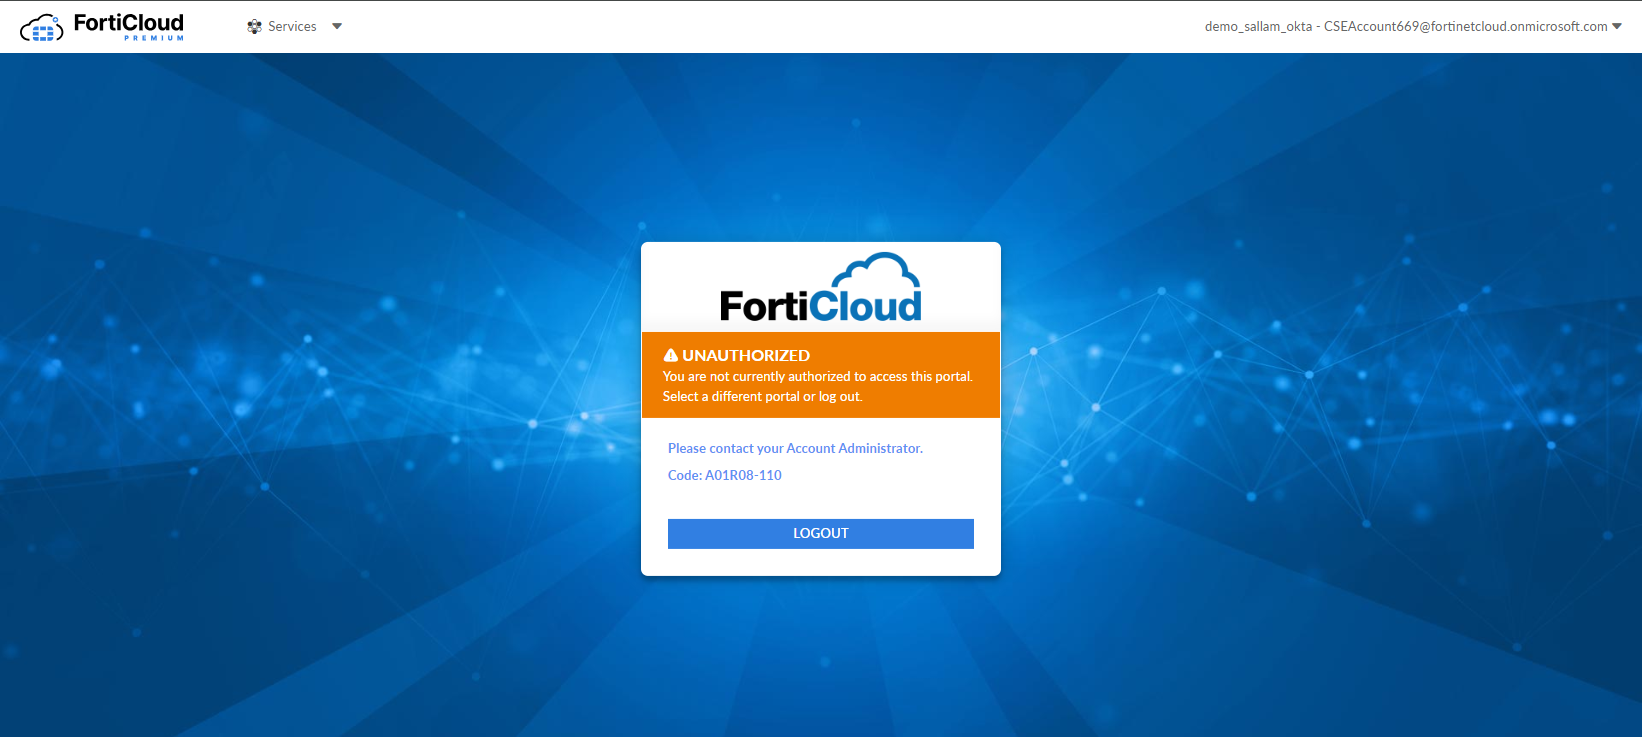 FortiCloud
PREMIUM
Services
demo_sallam_okta - CSEAccount669@fortinetcloud.onmicrosoft.com
FortiCloud
UNAUTHORIZED
You are not currently authorized to access this portal.
Select a different portal or log out.
Please contact your Account Administrator.
Code: A01R08-110
LOGOUT